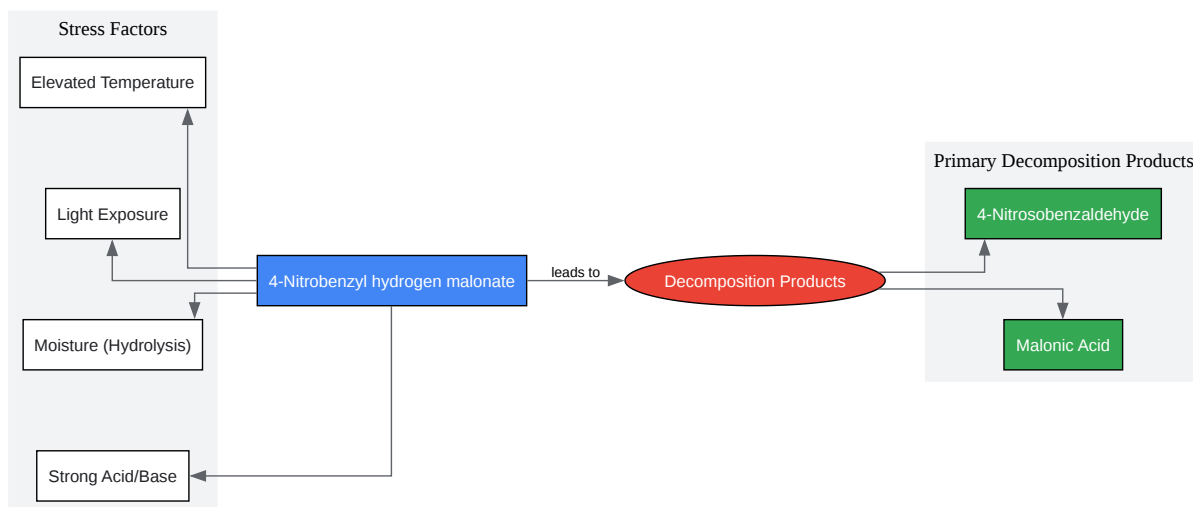 Stress Factors
Elevated Temperature
Light Exposure
Moisture (Hydrolysis)
Strong Acid/Base
4-Nitrobenzyl hydrogen malonate
leads to
Decomposition Products
Primary Decomposition Products
4-Nitrosobenzaldehyde
Malonic Acid